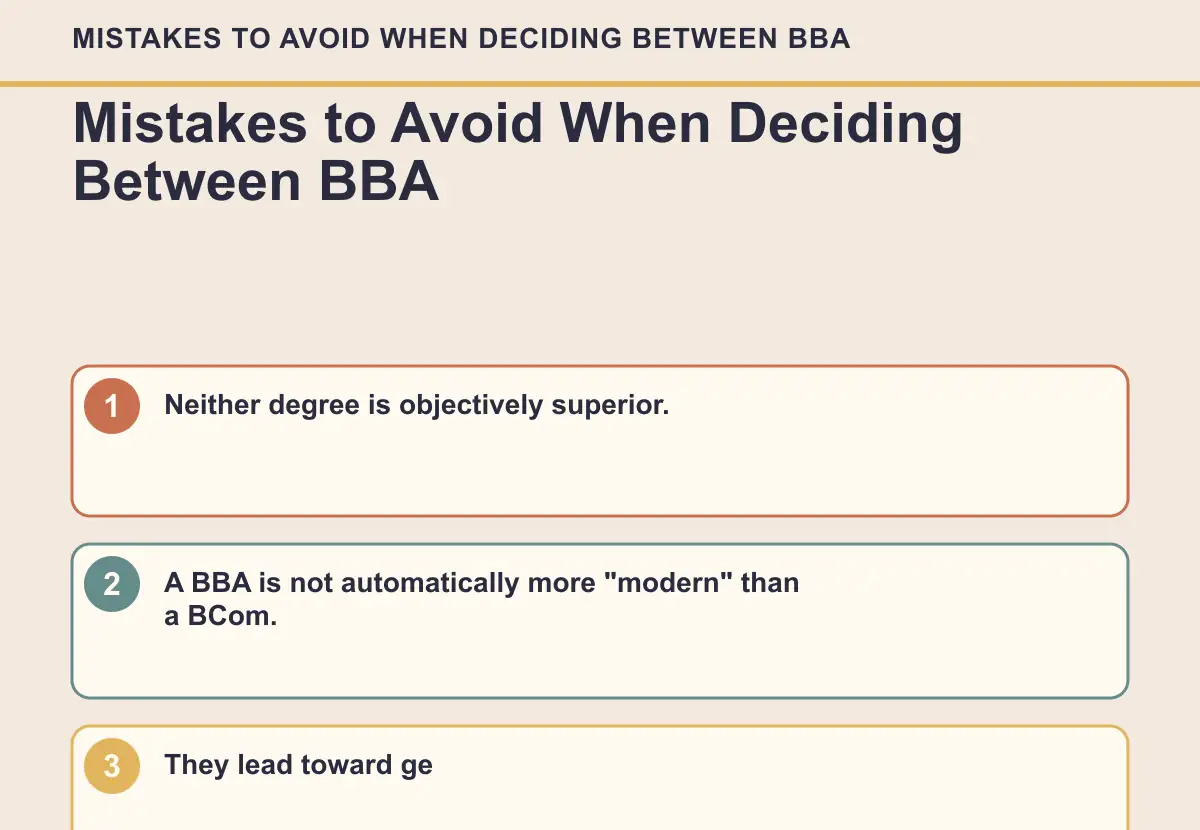 MISTAKES TO AVOID WHEN DECIDING BETWEEN BBA
Mistakes to Avoid When Deciding
Between BBA
1 Neither degree is objectively superior.
2 A BBA is not automatically more "modern" than
a BCom.
3 They lead toward ge